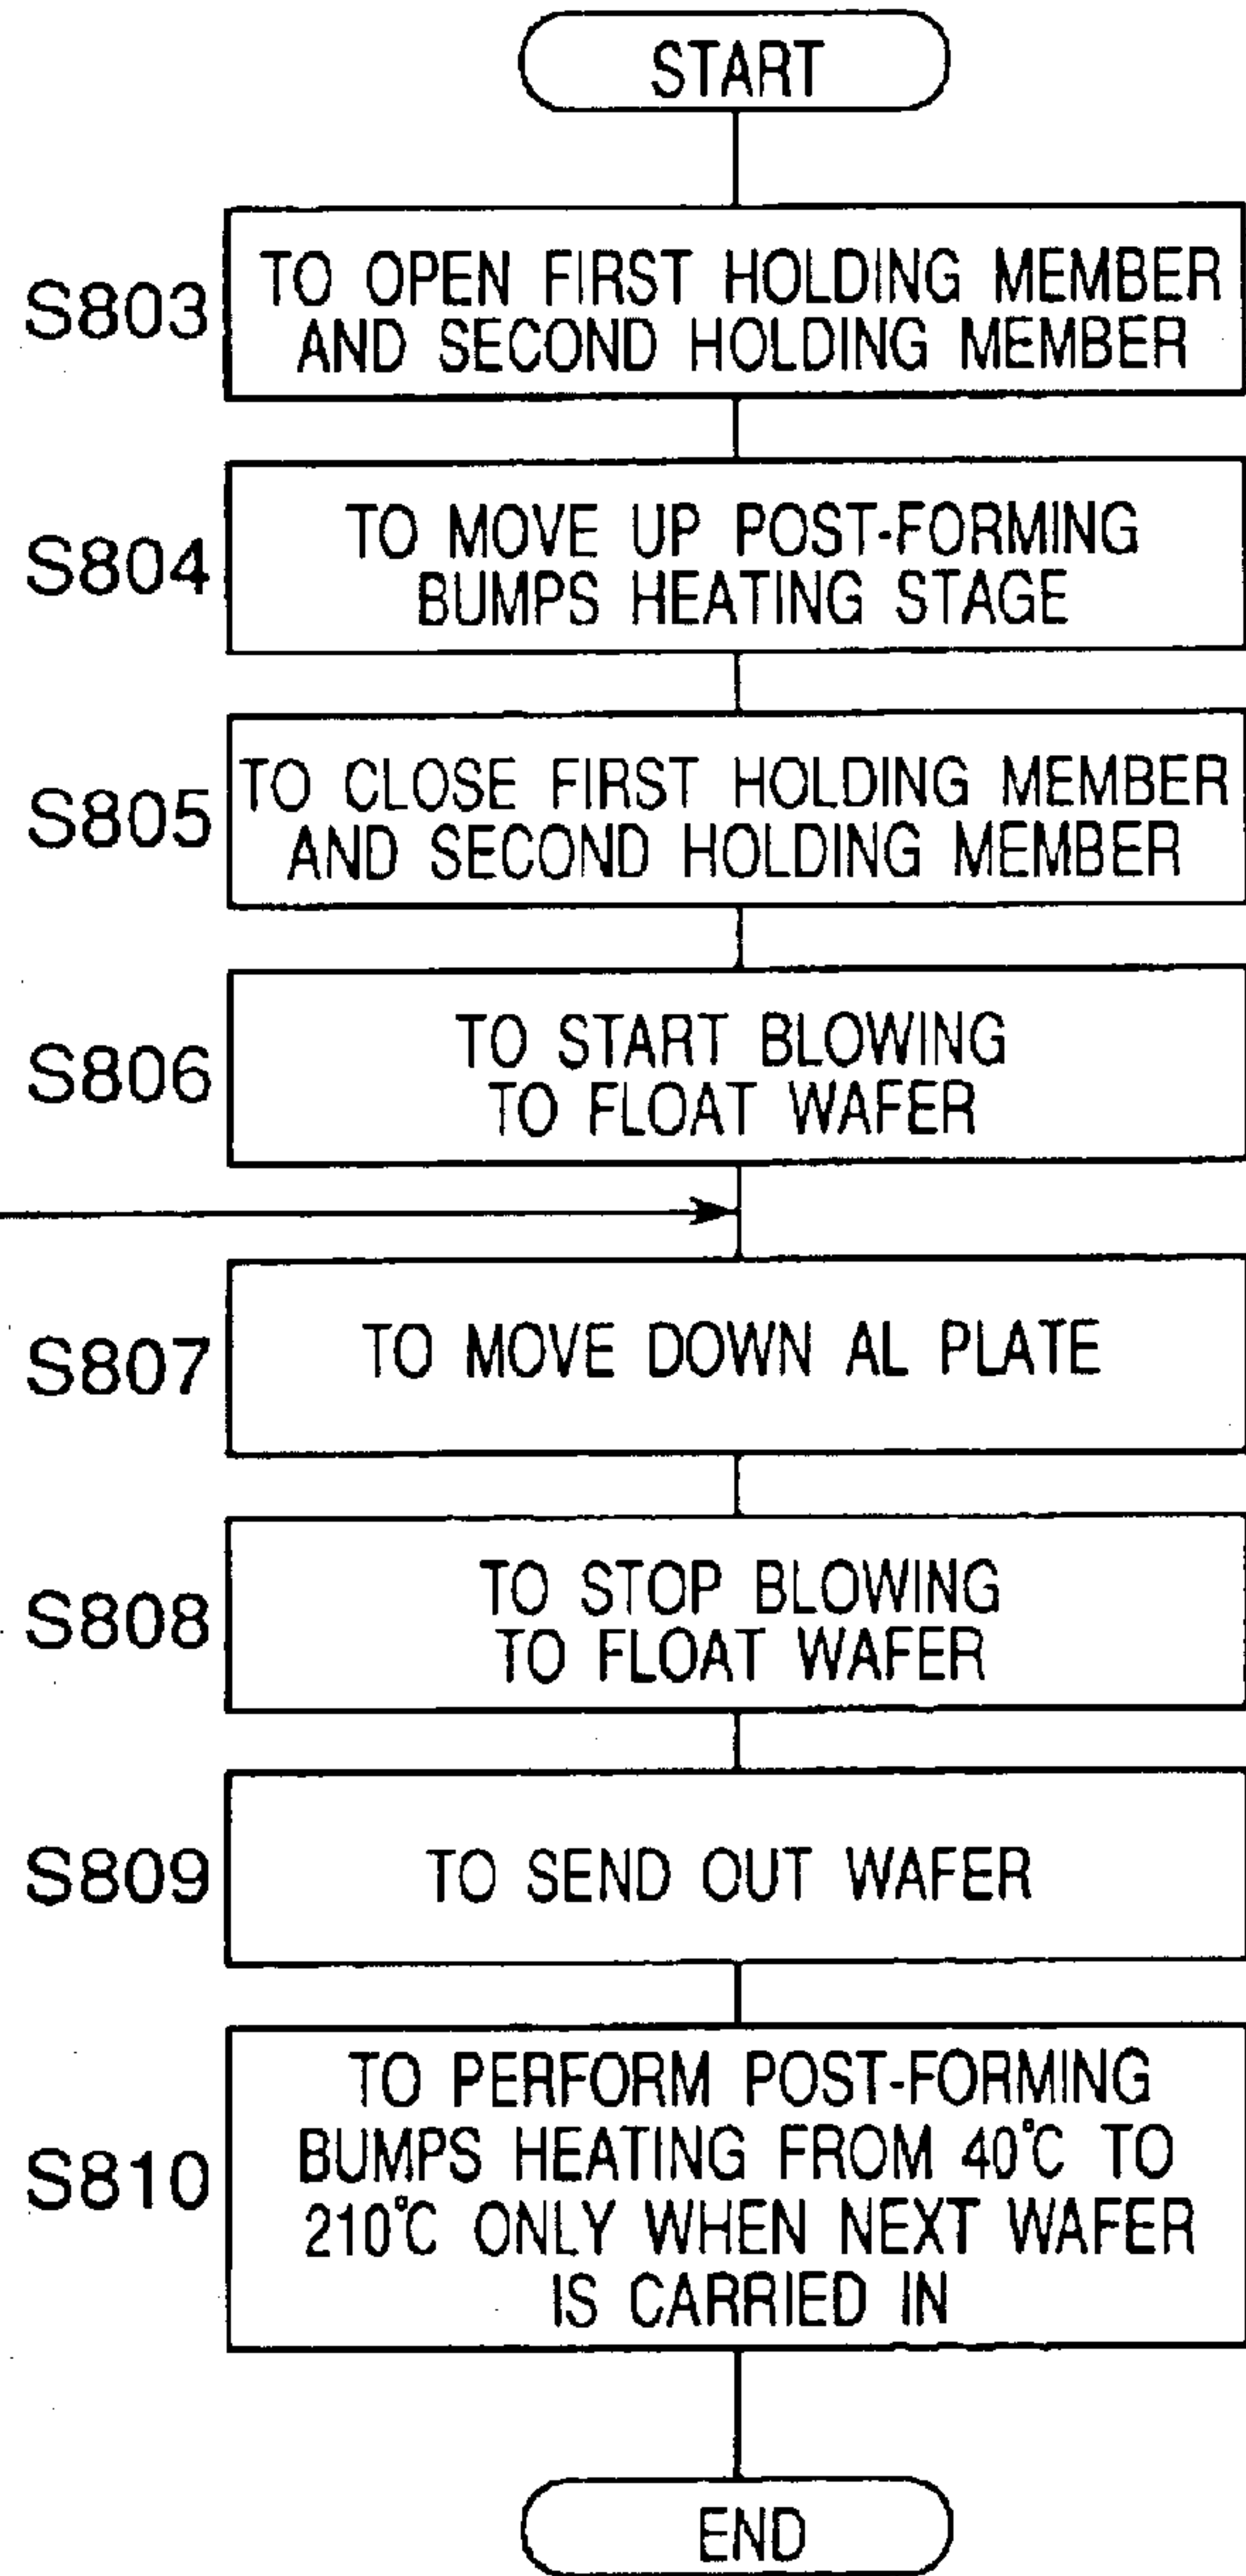 START
S803
TO OPEN FIRST HOLDING MEMBER
AND SECOND HOLDING MEMBER
S804
TO MOVE UP POST-FORMING
BUMPS HEATING STAGE
S805
TO CLOSE FIRST HOLDING MEMBER
AND SECOND HOLDING MEMBER
S806
TO START BLOWING
TO FLOAT WAFER
S807
TO MOVE DOWN AL PLATE
S808
TO STOP BLOWING
TO FLOAT WAFER
S809
TO SEND OUT WAFER
S810
TO PERFORM POST-FORMING
BUMPS HEATING FROM 40℃ TO
210℃ ONLY WHEN NEXT WAFER
IS CARRIED IN
END